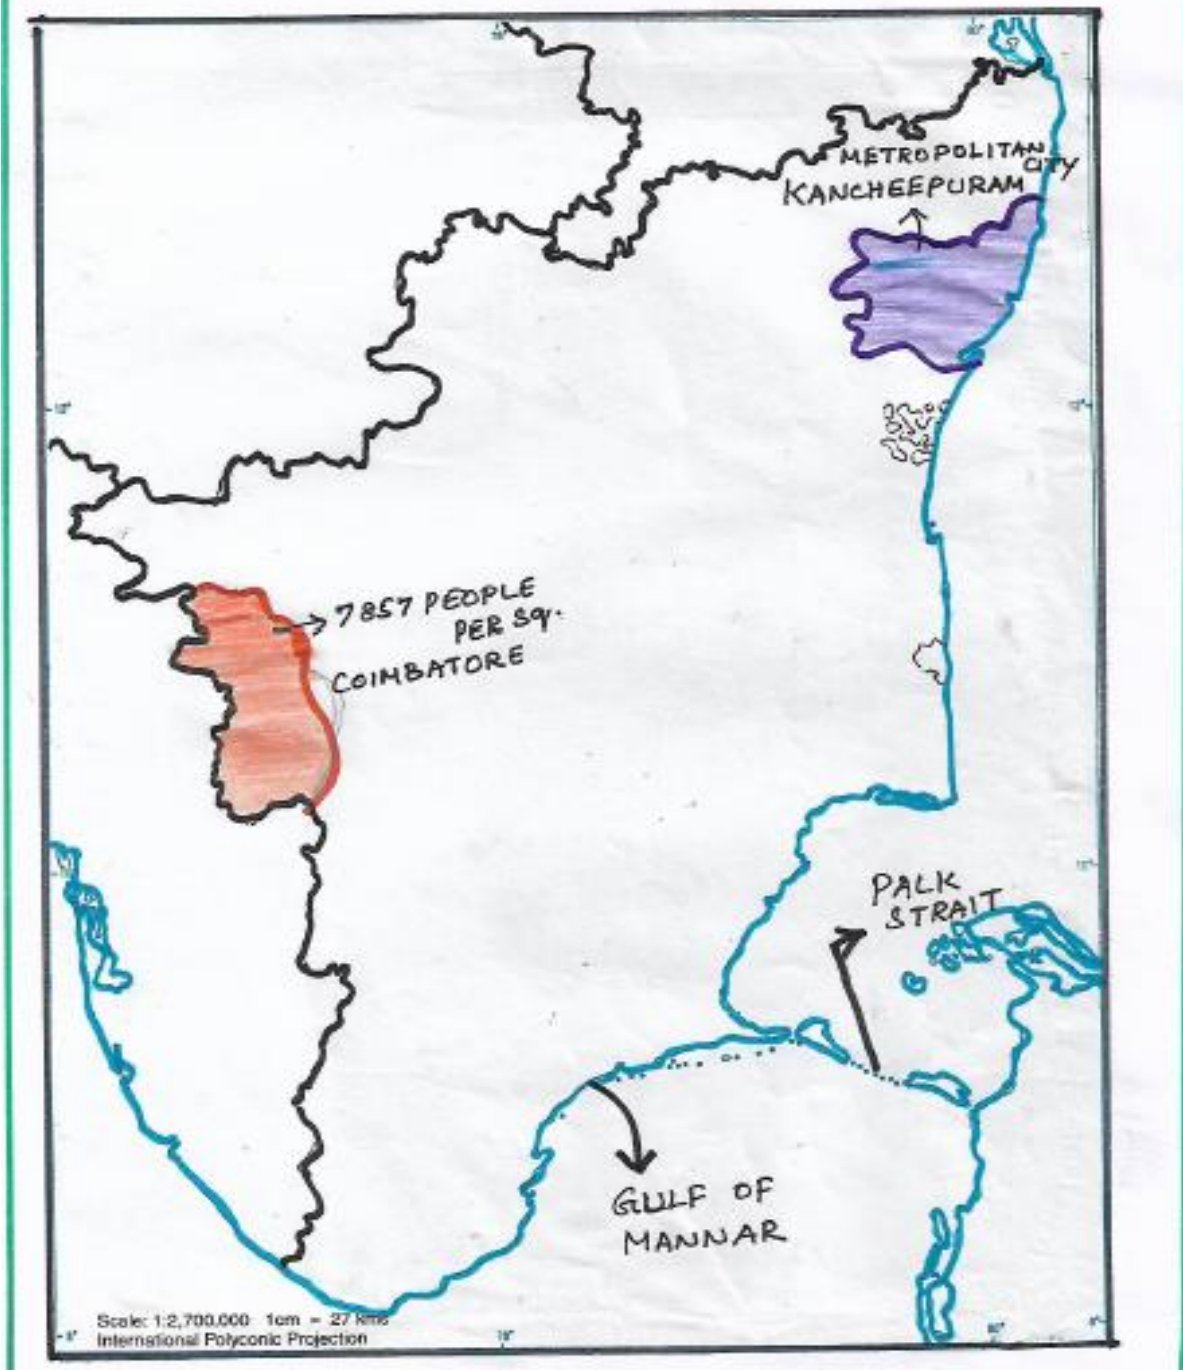 METROPOLITAN CITY
KANCHEEPURAM
7857 PEOPLE
PER Sq.
COIMBATORE
PALK
STRAIT
GULF OF
MANNAR
Scale: 1:2,700,000 1cm = 27 kms
International Polyconic Projection